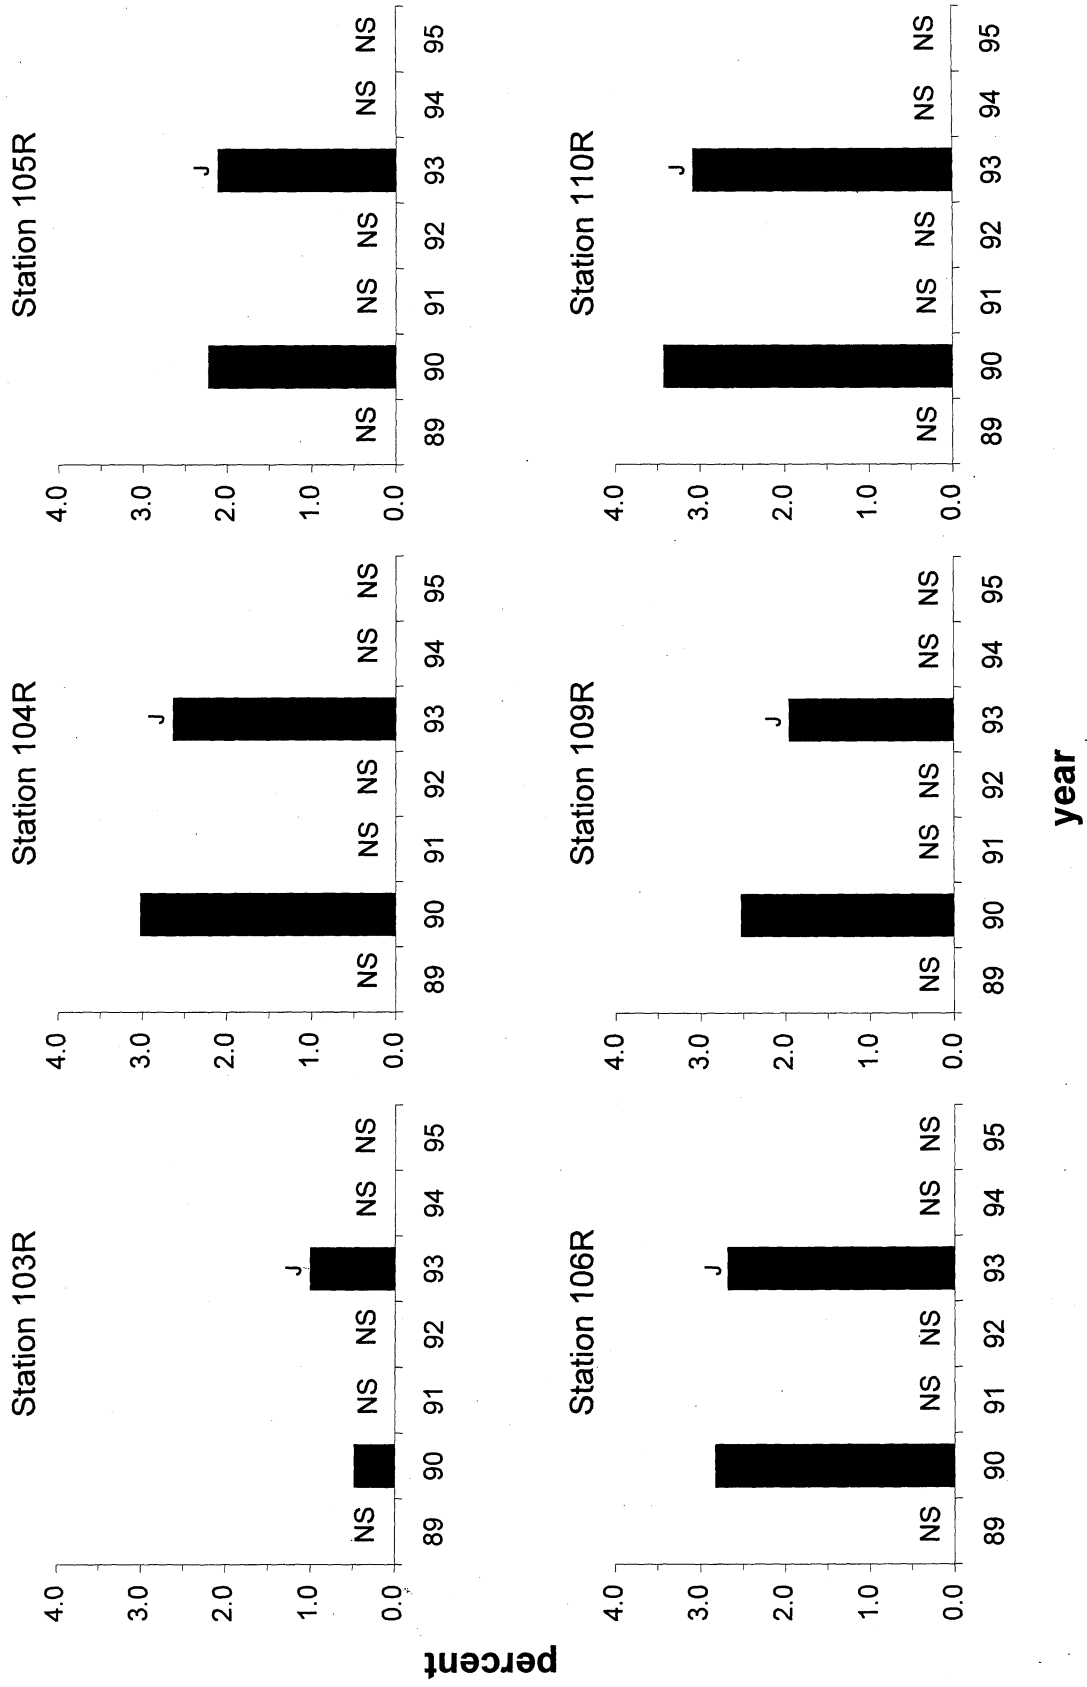 Station 103R
4.0
3.0
2.0
1.0
0.0
NS
J
NS NS NS NS
89 90 91 92 93 94 95
Station 104R
4.0
3.0
2.0
1.0
0.0
J
NS NS NS NS NS
89 90 91 92 93 94 95
Station 105R
4.0
3.0
2.0
1.0
0.0
J
NS NS NS NS NS
89 90 91 92 93 94 95
percent
Station 106R
4.0
3.0
2.0
1.0
0.0
J
NS NS NS NS NS
89 90 91 92 93 94 95
Station 109R
4.0
3.0
2.0
1.0
0.0
J
NS NS NS NS NS
89 90 91 92 93 94 95
Station 110R
4.0
3.0
2.0
1.0
0.0
J
NS NS NS NS NS
89 90 91 92 93 94 95
year